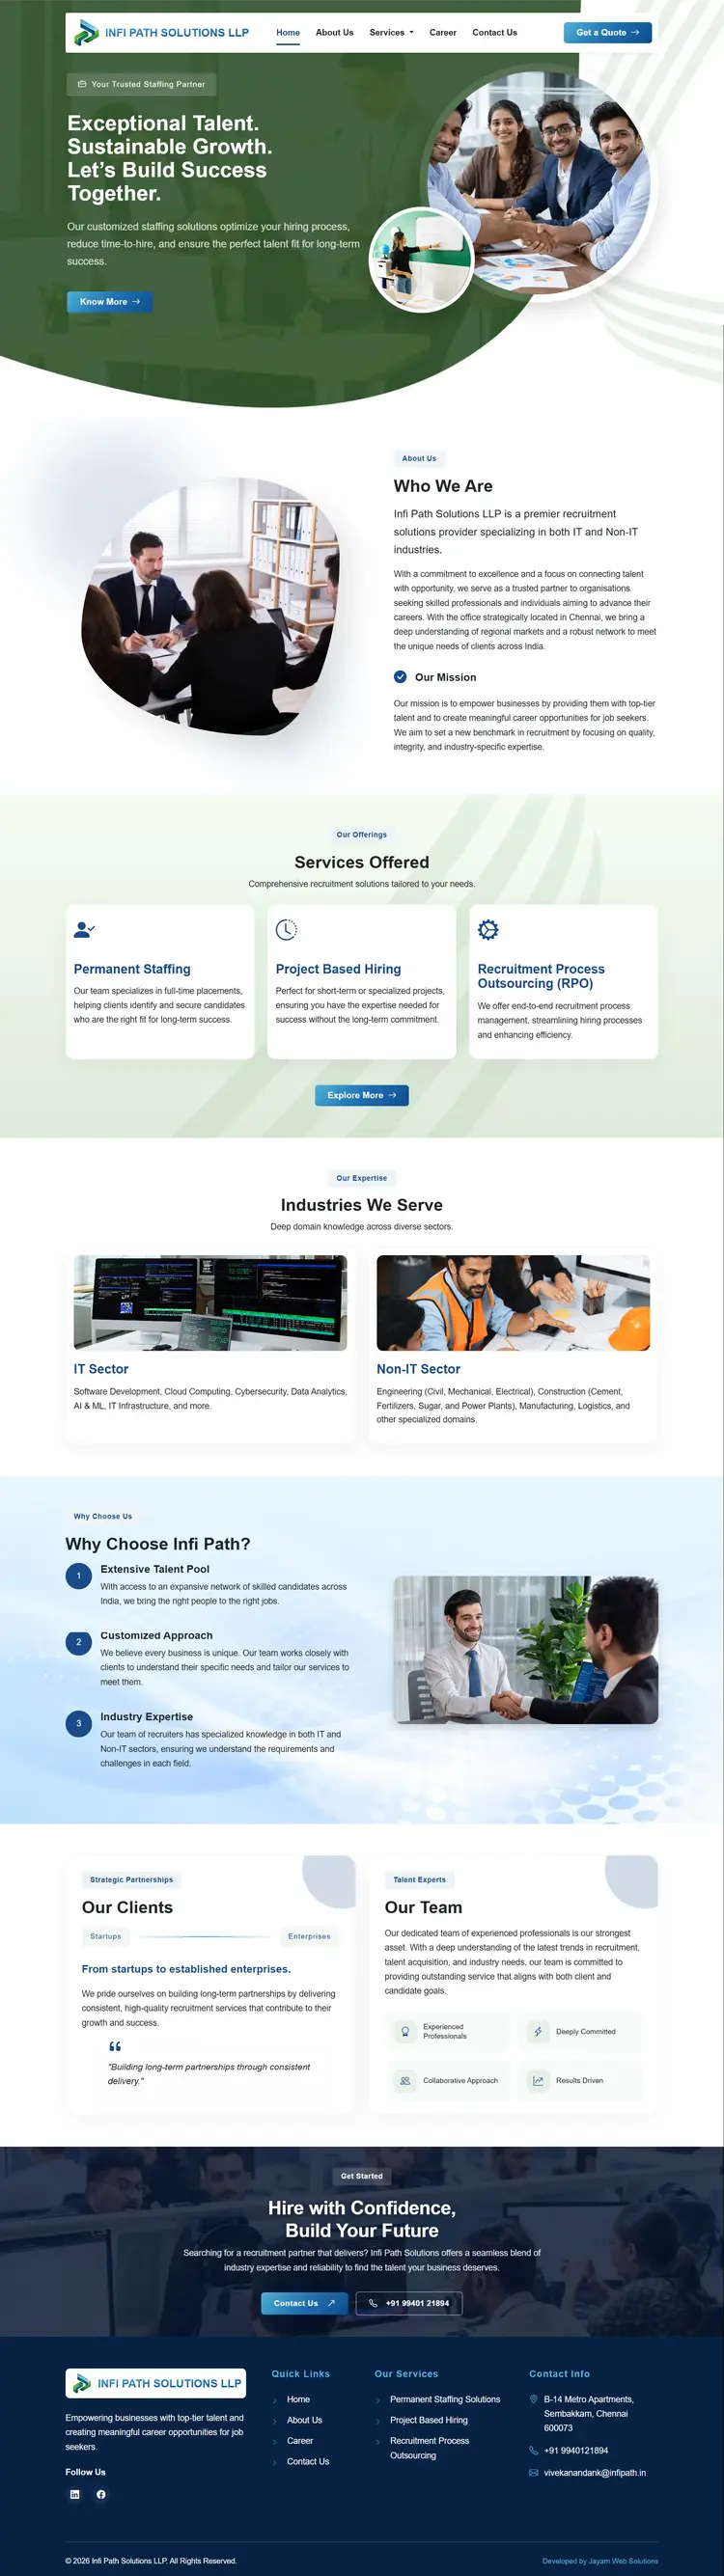 INFI PATH SOLUTIONS LLP
Home
About Us
Services
Career
Contact Us
Get a Quote
Your Trusted Staffing Partner
Exceptional Talent.
Sustainable Growth.
Let's Build Success
Together.
Our customized staffing solutions optimize your hiring process,
reduce time-to-hire, and ensure the perfect talent fit for long-term
success.
Know More
About Us
Who We Are
Infi Path Solutions LLP is a premier recruitment
solutions provider specializing in both IT and Non-IT
industries.
With a commitment to excellence and a focus on connecting talent
with opportunity, we serve as a trusted partner to organisations
seeking skilled professionals and individuals aiming to advance their
careers. With the office strategically located in Chennai, we bring a
deep understanding of regional markets and a robust network to meet
the unique needs of clients across India.
Our Mission
Our mission is to empower businesses by providing them with top-tier
talent and to create meaningful career opportunities for job seekers.
We aim to set a new benchmark in recruitment by focusing on quality,
integrity, and industry-specific expertise.
Our Offerings
Services Offered
Comprehensive recruitment solutions tailored to your needs.
Permanent Staffing
Our team specializes in full-time placements,
helping clients identify and secure candidates
who are the right fit for long-term success.
Project Based Hiring
Perfect for short-term or specialized projects,
ensuring you have the expertise needed for
success without the long-term commitment.
Recruitment Process
Outsourcing (RPO)
We offer end-to-end recruitment process
management, streamlining hiring processes
and enhancing efficiency.
Explore More
Our Expertise
Industries We Serve
Deep domain knowledge across diverse sectors.
IT Sector
Software Development, Cloud Computing, Cybersecurity, Data Analytics,
AI & ML, IT Infrastructure, and more.
Non-IT Sector
Engineering (Civil, Mechanical, Electrical), Construction (Cement,
Fertilizers, Sugar, and Power Plants), Manufacturing, Logistics, and
other specialized domains.
Why Choose Us
Why Choose Infi Path?
1
Extensive Talent Pool
With access to an expansive network of skilled candidates across
India, we bring the right people to the right jobs.
2
Customized Approach
We believe every business is unique. Our team works closely with
clients to understand their specific needs and tailor our services to
meet them.
3
Industry Expertise
Our team of recruiters has specialized knowledge in both IT and
Non-IT sectors, ensuring we understand the requirements and
challenges in each field.
Strategic Partnerships
Our Clients
Startups
Enterprises
From startups to established enterprises.
We pride ourselves on building long-term partnerships by delivering
consistent, high-quality recruitment services that contribute to their
growth and success.
"Building long-term partnerships through consistent
delivery."
Talent Experts
Our Team
Our dedicated team of experienced professionals is our strongest
asset. With a deep understanding of the latest trends in recruitment,
talent acquisition, and industry needs, our team is committed to
providing outstanding service that aligns with both client and
candidate goals.
Experienced
Professionals
Deeply Committed
Collaborative Approach
Results Driven
Get Started
Hire with Confidence,
Build Your Future
Searching for a recruitment partner that delivers? Infi Path Solutions offers a seamless blend of
industry expertise and reliability to find the talent your business deserves.
Contact Us
+91 99401 21894
INFI PATH SOLUTIONS LLP
Empowering businesses with top-tier talent and
creating meaningful career opportunities for job
seekers.
Follow Us
Quick Links
Home
About Us
Career
Contact Us
Our Services
Permanent Staffing Solutions
Project Based Hiring
Recruitment Process
Outsourcing
Contact Info
B-14 Metro Apartments,
Sembakkam, Chennai
600073
+91 9940121894
vivekanandank@infipath.in
© 2026 Infi Path Solutions LLP. All Rights Reserved.
Developed by Jayam Web Solutions